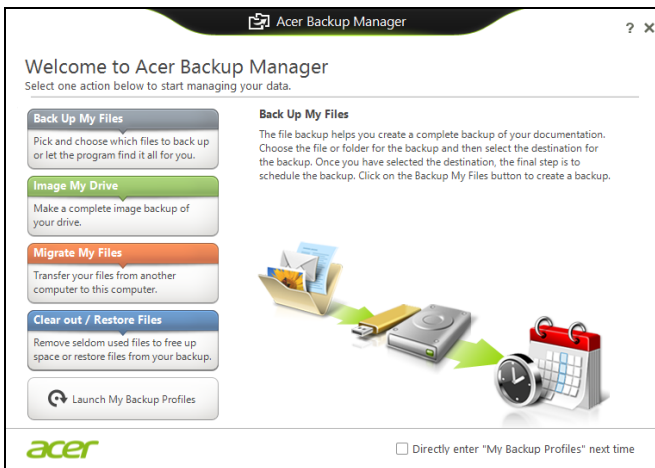 Acer Backup Manager
? X
Welcome to Acer Backup Manager
Select one action below to start managing your data.
Back Up My Files
Pick and choose which files to back up
or let the program find it all for you.
Image My Drive
Make a complete image backup of
your drive.
Migrate My Files
Transfer your files from another
computer to this computer.
Clear out / Restore Files
Remove seldom used files to free up
space or restore files from your backup.
Launch My Backup Profiles
Back Up My Files
The file backup helps you create a complete backup of your documentation.
Choose the file or folder for the backup and then select the destination for
the backup. Once you have selected the destination, the final step is to
schedule the backup. Click on the Backup My Files button to create a backup.
acer
Directly enter "My Backup Profiles" next time